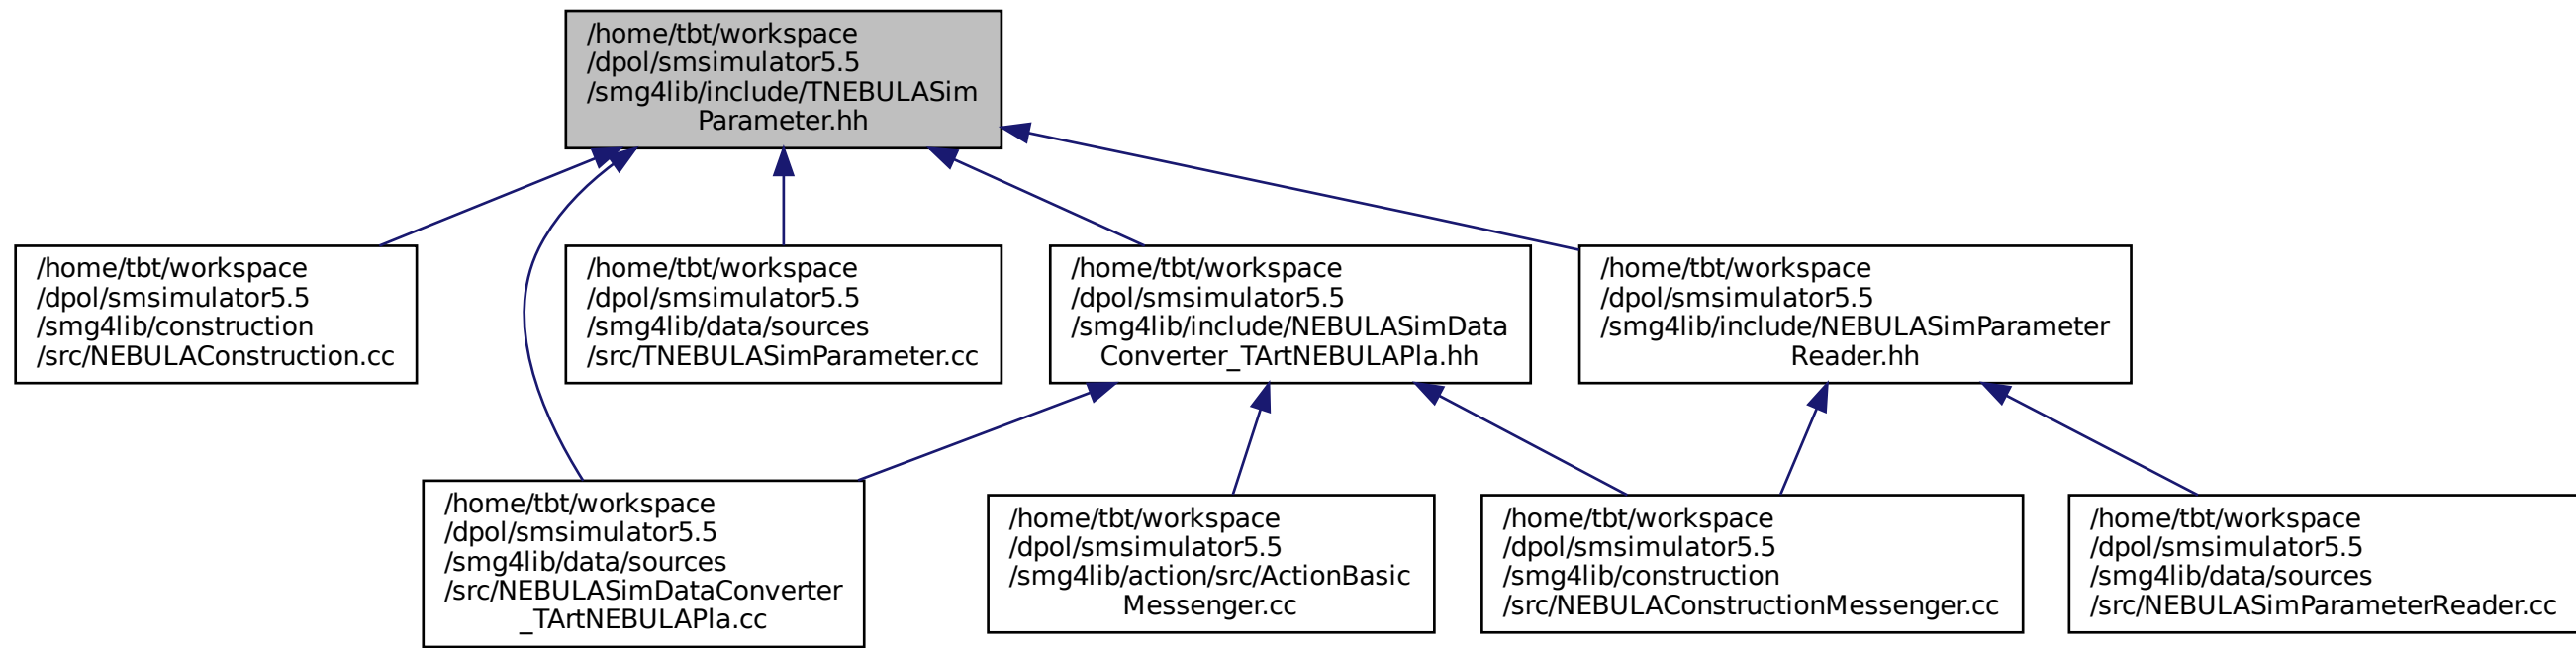 /home/tbt/workspace
/dpol/smsimulator5.5
/smg4lib/include/TNEBULASim
Parameter.hh
/home/tbt/workspace
/dpol/smsimulator5.5
/smg4lib/construction
/src/NEBULAConstruction.cc
/home/tbt/workspace
/dpol/smsimulator5.5
/smg4lib/data/sources
/src/TNEBULASimParameter.cc
/home/tbt/workspace
/dpol/smsimulator5.5
/smg4lib/include/NEBULASimData
Converter_TArtNEBULAPla.hh
/home/tbt/workspace
/dpol/smsimulator5.5
/smg4lib/include/NEBULASimParameter
Reader.hh
/home/tbt/workspace
/dpol/smsimulator5.5
/smg4lib/data/sources
/src/NEBULASimDataConverter
_TArtNEBULAPla.cc
/home/tbt/workspace
/dpol/smsimulator5.5
/smg4lib/action/src/ActionBasic
Messenger.cc
/home/tbt/workspace
/dpol/smsimulator5.5
/smg4lib/construction
/src/NEBULAConstructionMessenger.cc
/home/tbt/workspace
/dpol/smsimulator5.5
/smg4lib/data/sources
/src/NEBULASimParameterReader.cc